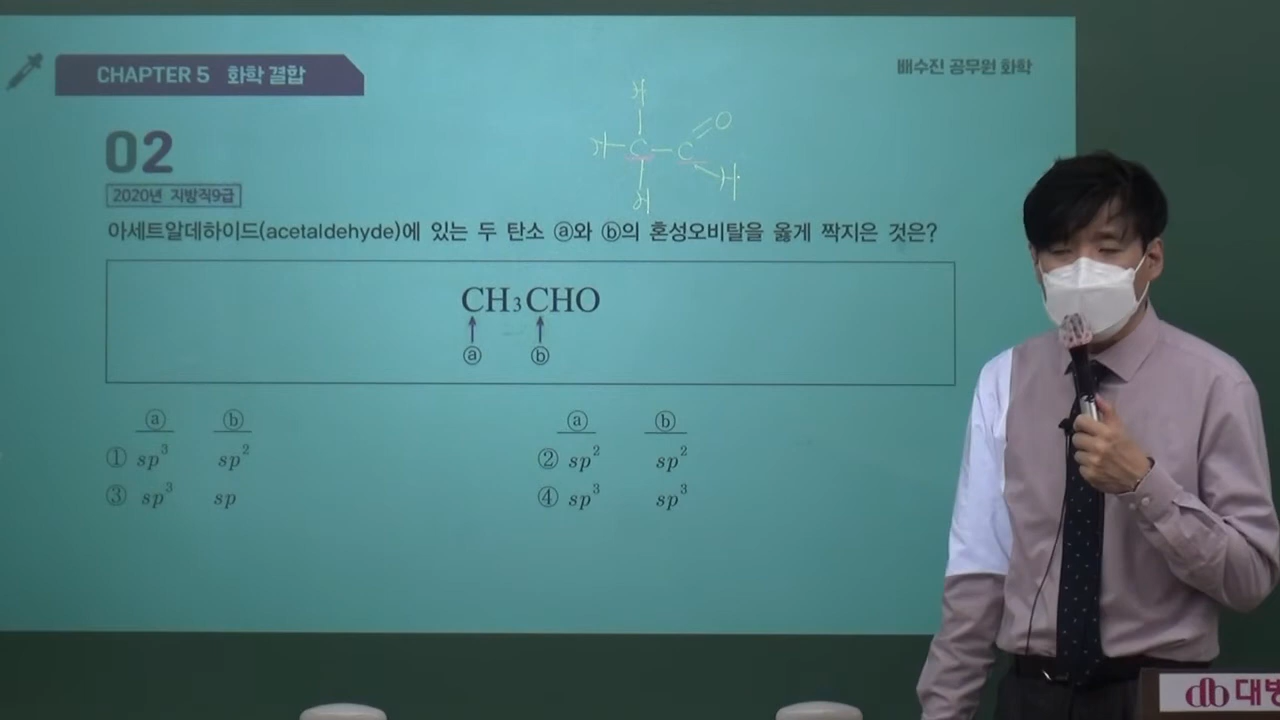 CHAPTER 5 화학 결합
배수진 공무원 화학
H
H C C O
H H
02
2020년 지방직9급
아세트알데하이드(acetaldehyde)에 있는 두 탄소 ⓐ와 ⓑ의 혼성오비탈을 옳게 짝지은 것은?
CH₃CHO
ⓐ ⓑ
ⓐ ⓑ ⓐ ⓑ
① sp³ sp² ② sp² sp²
③ sp³ sp ④ sp³ sp³
db 대방